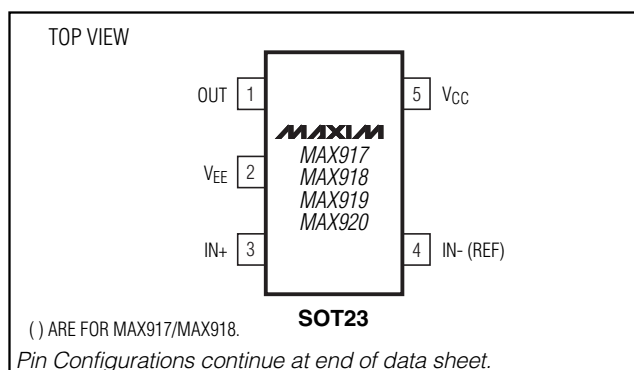 TOP VIEW
OUT 1
5 VCC
MAXIM
MAX917
MAX918
MAX919
MAX920
VEE 2
IN+ 3
4 IN- (REF)
SOT23
( ) ARE FOR MAX917/MAX918.
Pin Configurations continue at end of data sheet.